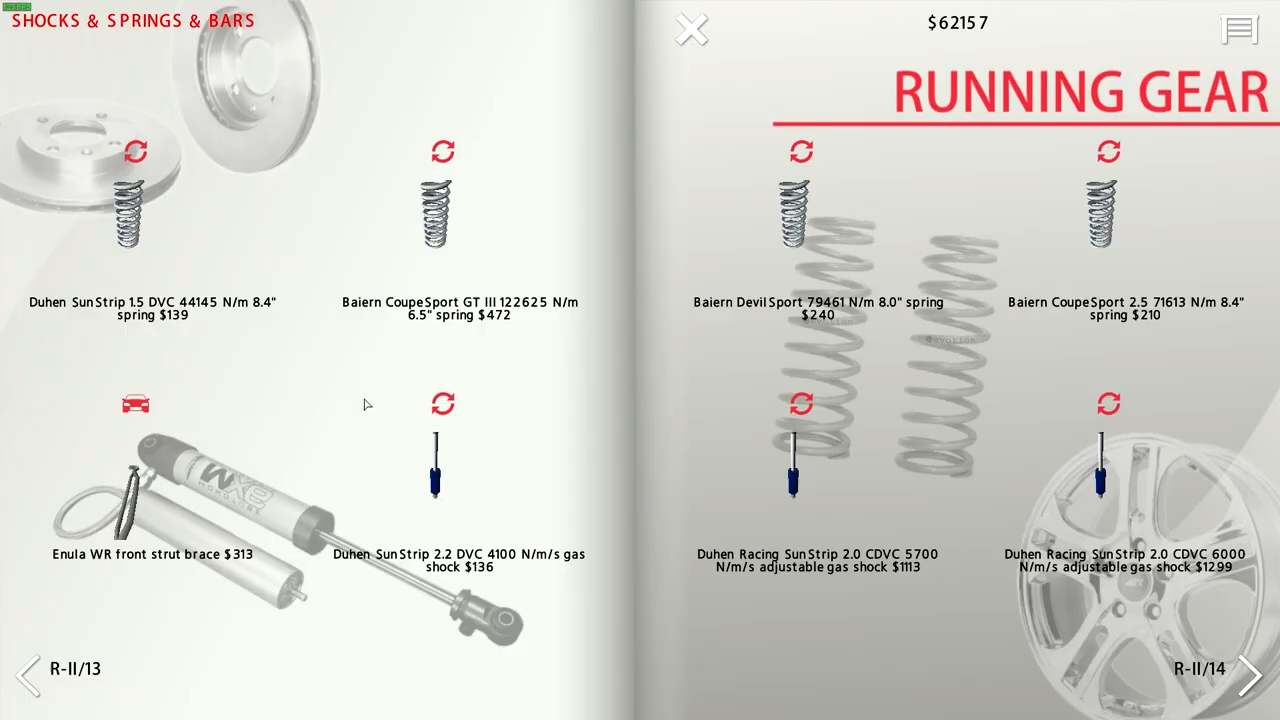 SHOCKS & SPRINGS & BARS
$62157
RUNNING GEAR
Duhen SunStrip 1.5 DVC 44145 N/m 8.4"
spring $139
Baiern CoupeSport GT III 122625 N/m
6.5" spring $472
Baiern DevilSport 79461 N/m 8.0" spring
$240
Baiern CoupeSport 2.5 71613 N/m 8.4"
spring $210
Enula WR front strut brace $313
Duhen SunStrip 2.2 DVC 4100 N/m/s gas
shock $136
Duhen Racing SunStrip 2.0 CDVC 5700
N/m/s adjustable gas shock $1113
Duhen Racing SunStrip 2.0 CDVC 6000
N/m/s adjustable gas shock $1299
R-II/13
R-II/14